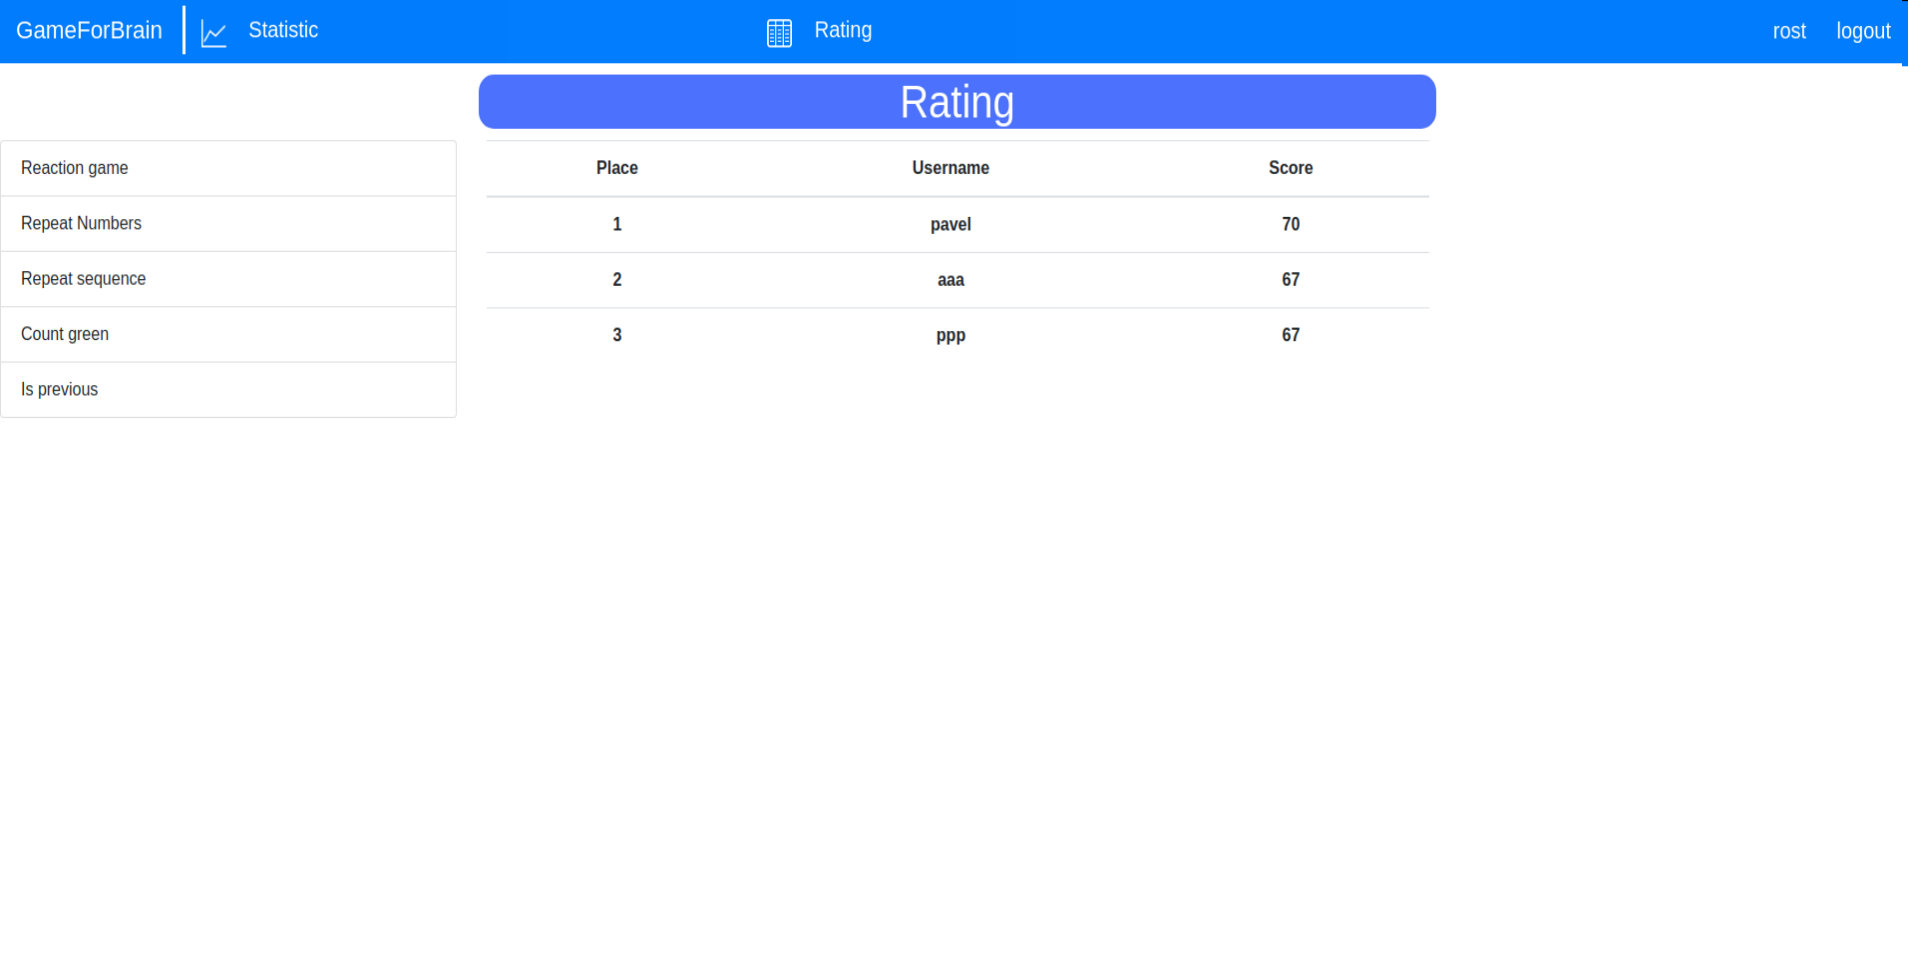 GameForBrain Statistic Rating rost logout
Rating
Reaction game
Repeat Numbers
Repeat sequence
Count green
Is previous
Place Username Score
1 pavel 70
2 aaa 67
3 ppp 67